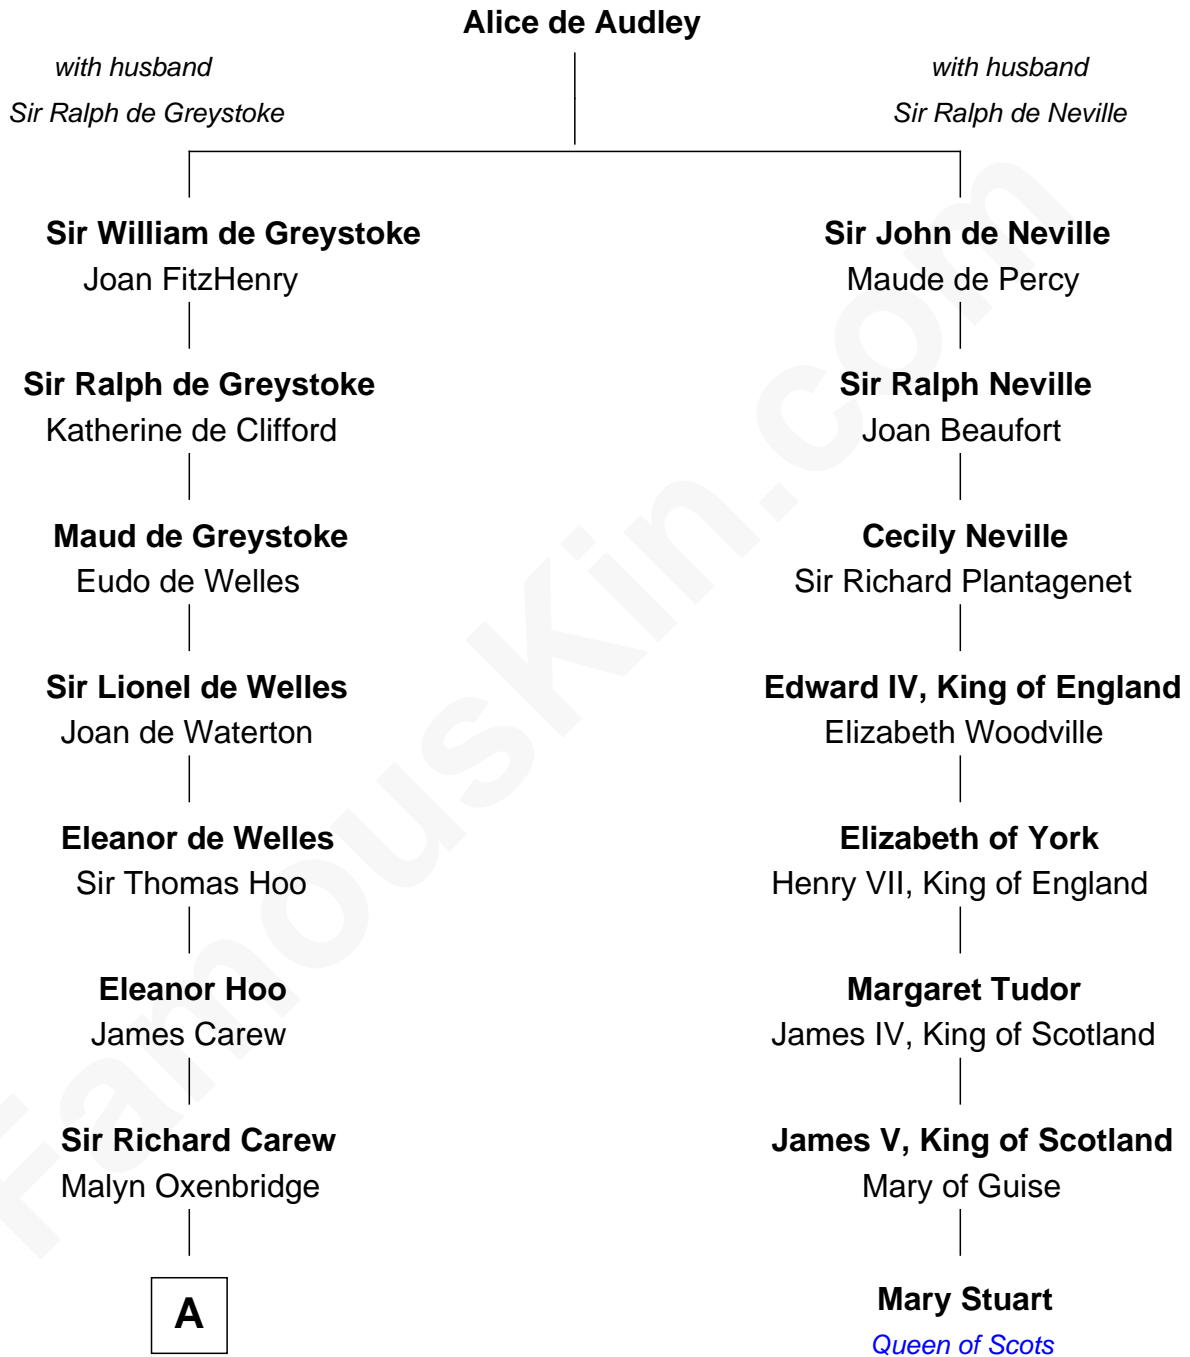 Alice de Audley
with husband
Sir Ralph de Greystoke
with husband
Sir Ralph de Neville
Sir William de Greystoke
Joan FitzHenry
Sir Ralph de Greystoke
Katherine de Clifford
Maud de Greystoke
Eudo de Welles
Sir Lionel de Welles
Joan de Waterton
Eleanor de Welles
Sir Thomas Hoo
Eleanor Hoo
James Carew
Sir Richard Carew
Malyn Oxenbridge
A
Sir John de Neville
Maude de Percy
Sir Ralph Neville
Joan Beaufort
Cecily Neville
Sir Richard Plantagenet
Edward IV, King of England
Elizabeth Woodville
Elizabeth of York
Henry VII, King of England
Margaret Tudor
James IV, King of Scotland
James V, King of Scotland
Mary of Guise
Mary Stuart
Queen of Scots
FamousKin.com